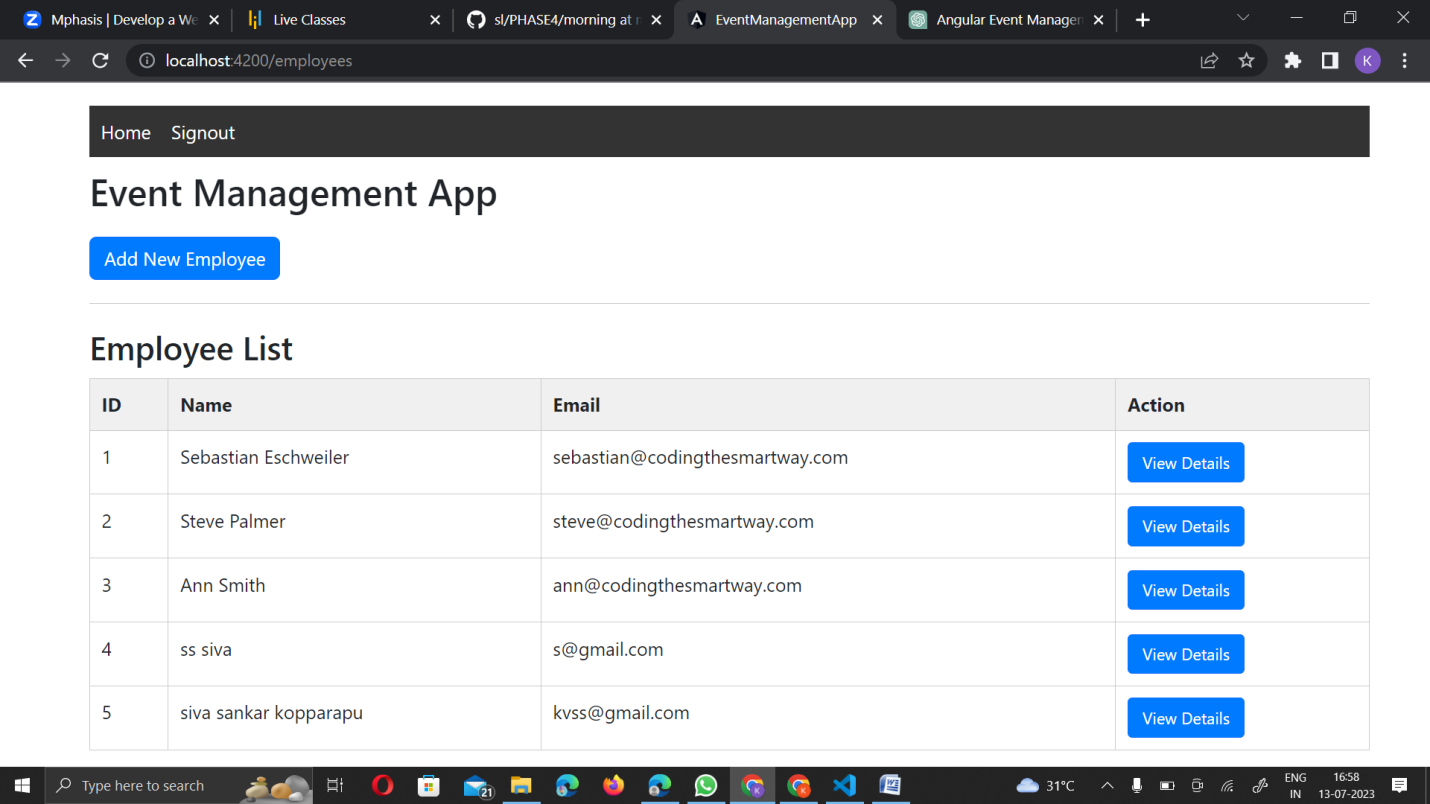 Mphasis | Develop a We
Live Classes
sl/PHASE4/morning at
EventManagementApp
Angular Event Managen
localhost:4200/employees
K
Home Signout
Event Management App
Add New Employee
Employee List
ID Name Email Action
1 Sebastian Eschweiler sebastian@codingthesmartway.com View Details
2 Steve Palmer steve@codingthesmartway.com View Details
3 Ann Smith ann@codingthesmartway.com View Details
4 ss siva s@gmail.com View Details
5 siva sankar kopparapu kvss@gmail.com View Details
Type here to search
21
31°C
ENG
IN
16:58
13-07-2023